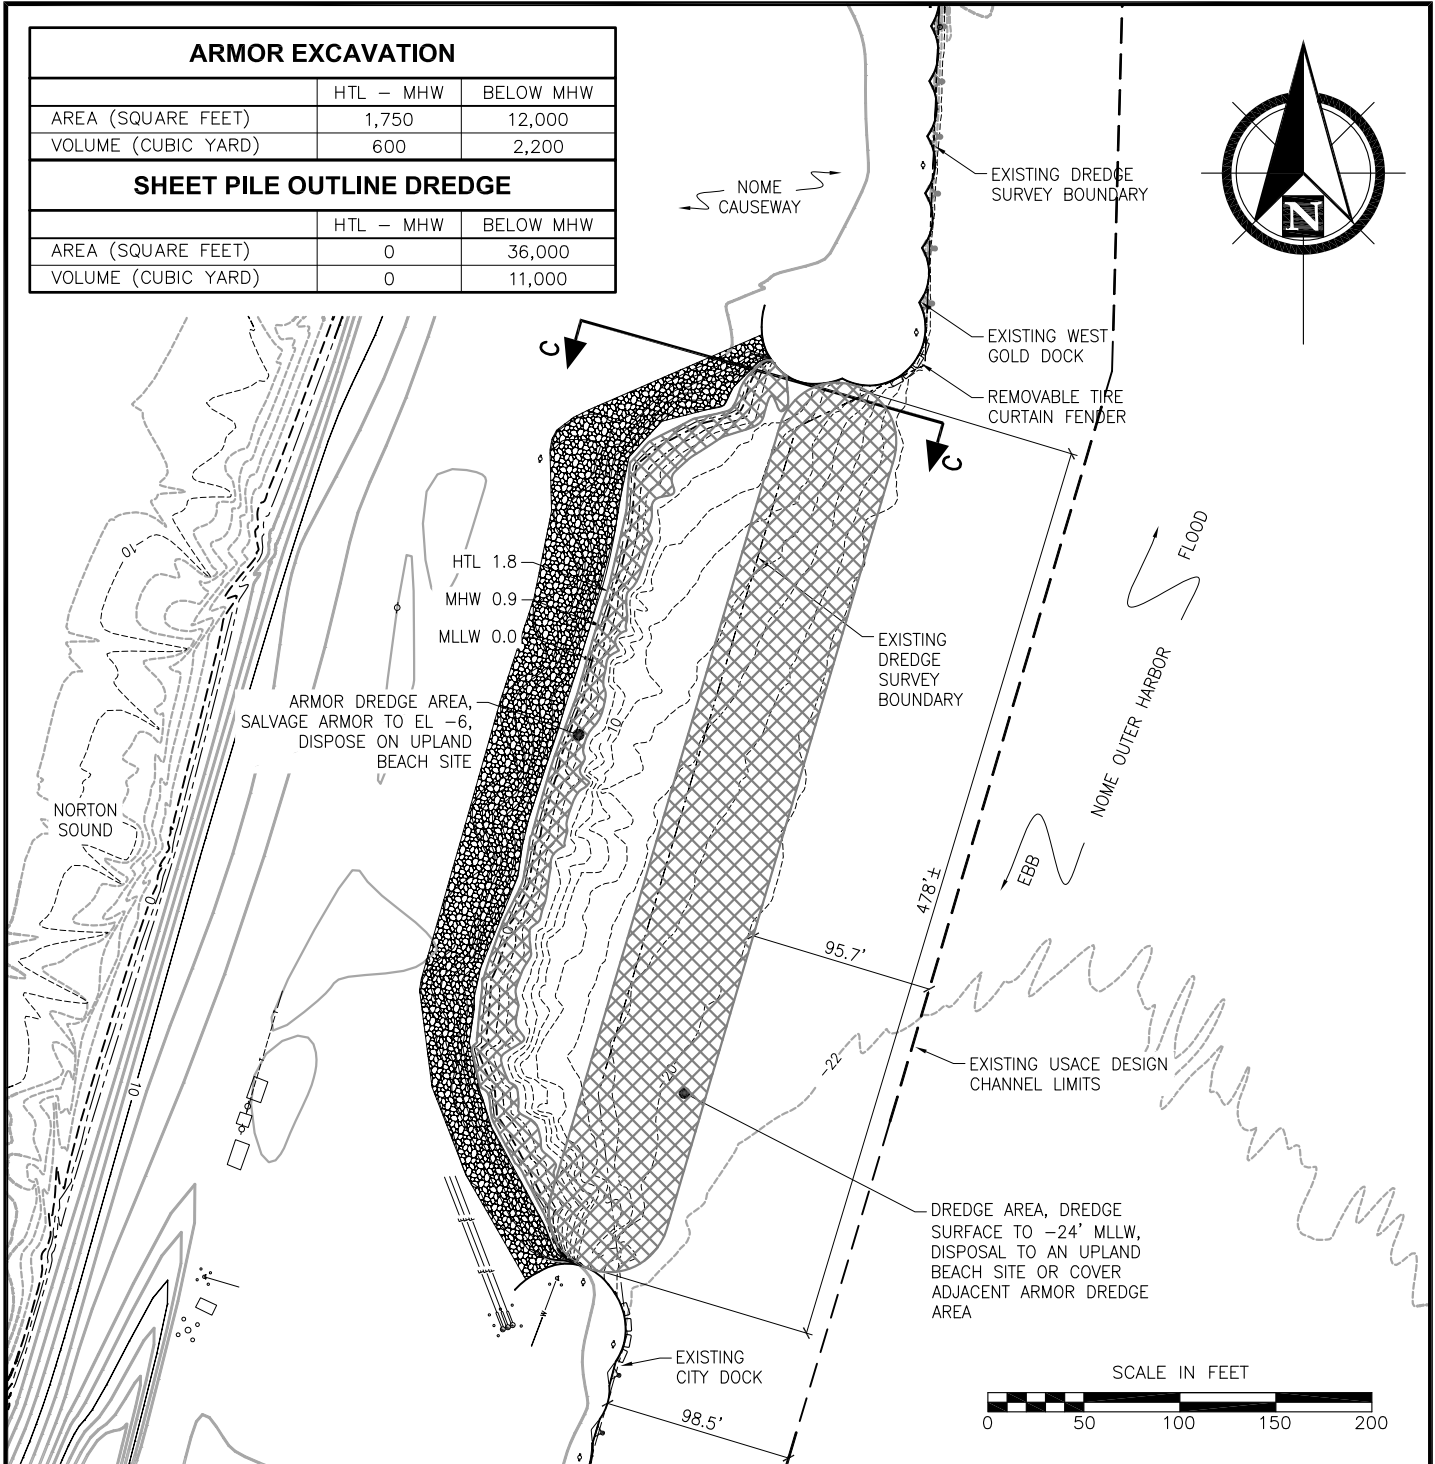 ARMOR EXCAVATION
HTL – MHW BELOW MHW
AREA (SQUARE FEET) 1,750 12,000
VOLUME (CUBIC YARD) 600 2,200
SHEET PILE OUTLINE DREDGE
HTL – MHW BELOW MHW
AREA (SQUARE FEET) 0 36,000
VOLUME (CUBIC YARD) 0 11,000
NOME
CAUSEWAY
EXISTING DREDGE
SURVEY BOUNDARY
N
EXISTING WEST
GOLD DOCK
REMOVABLE TIRE
CURTAIN FENDER
C
C
10
HTL 1.8
MHW 0.9
MLLW 0.0
FLOOD
EXISTING
DREDGE
SURVEY
BOUNDARY
ARMOR DREDGE AREA,
SALVAGE ARMOR TO EL –6,
DISPOSE ON UPLAND
BEACH SITE
-10
NOME OUTER HARBOR
NORTON
SOUND
EBB
478'±
0
0
95.7'
-22
-20
10
EXISTING USACE DESIGN
CHANNEL LIMITS
DREDGE AREA, DREDGE
SURFACE TO –24' MLLW,
DISPOSAL TO AN UPLAND
BEACH SITE OR COVER
ADJACENT ARMOR DREDGE
AREA
W
EXISTING
CITY DOCK
98.5'
SCALE IN FEET
0 50 100 150 200